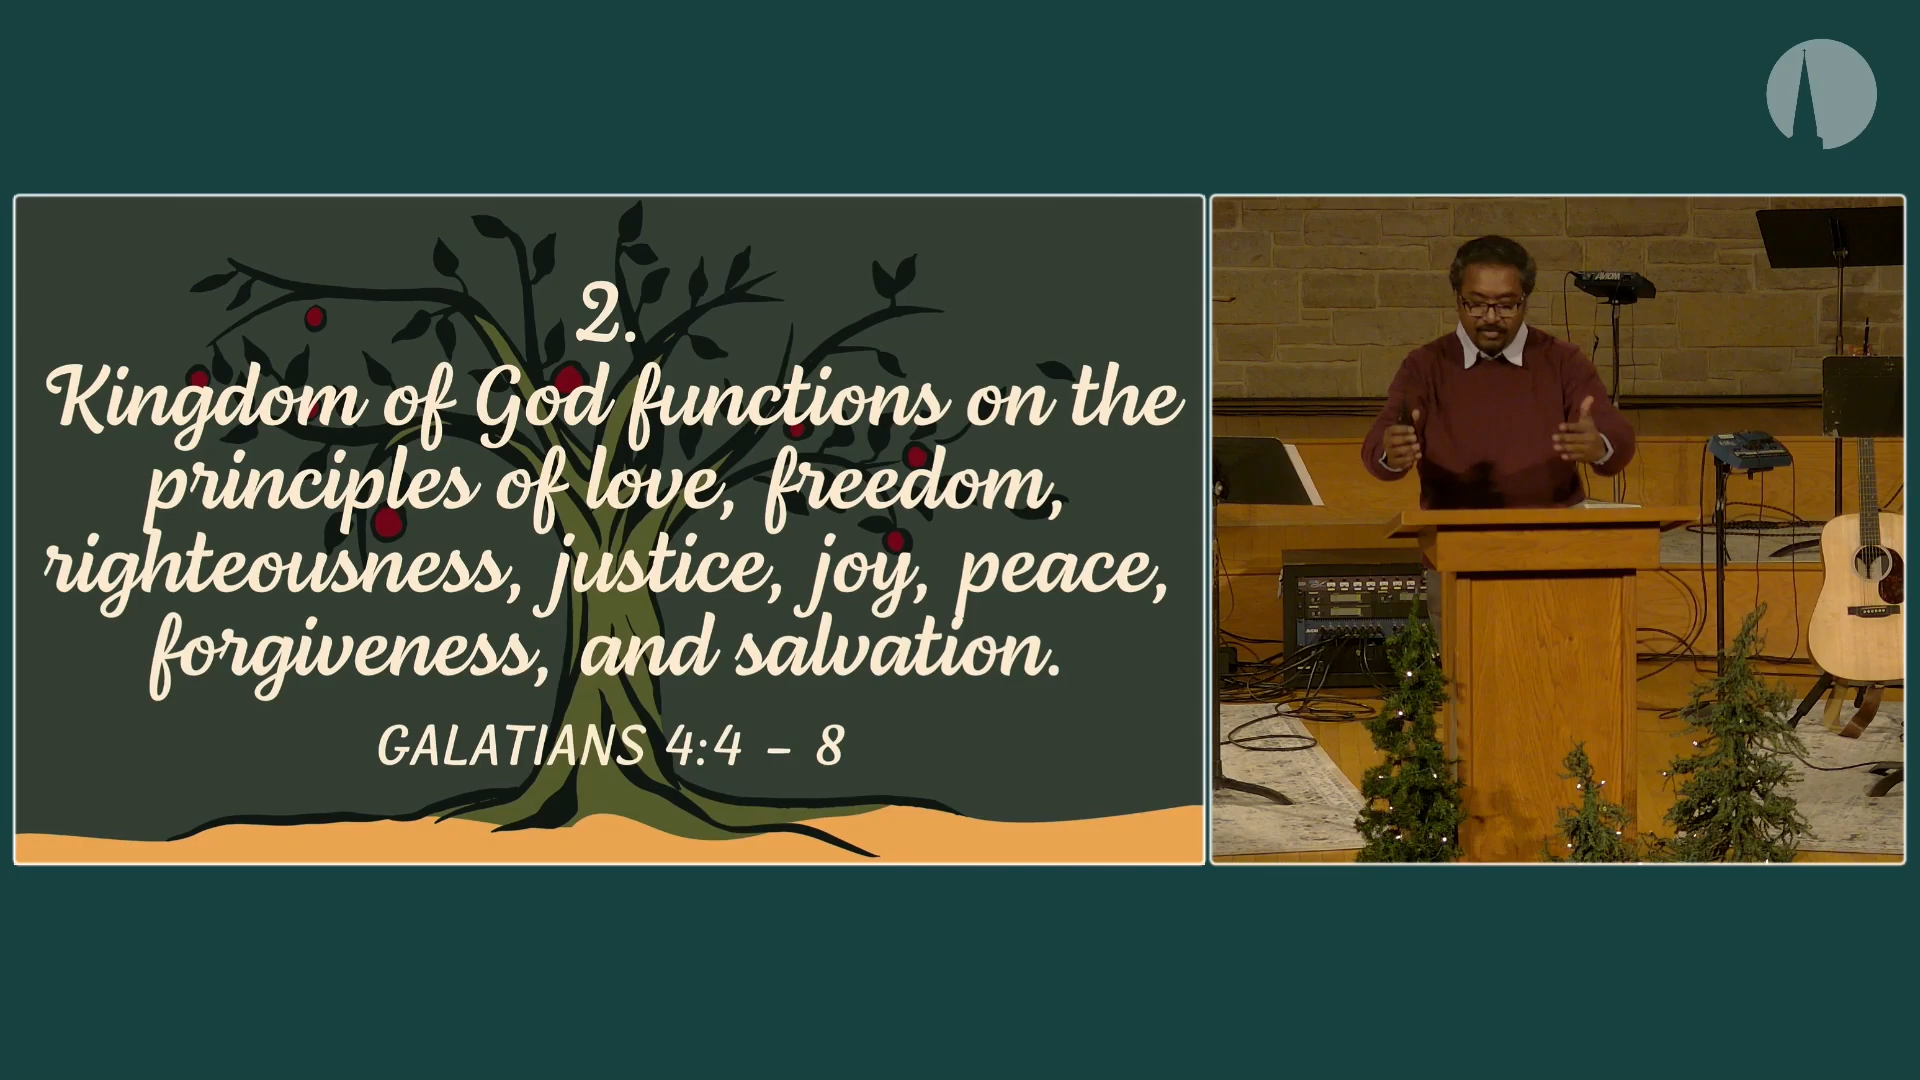 2.
Kingdom of God functions on the
principles of love, freedom,
righteousness, justice, joy, peace,
forgiveness, and salvation.
GALATIANS 4:4 – 8
AVIOM